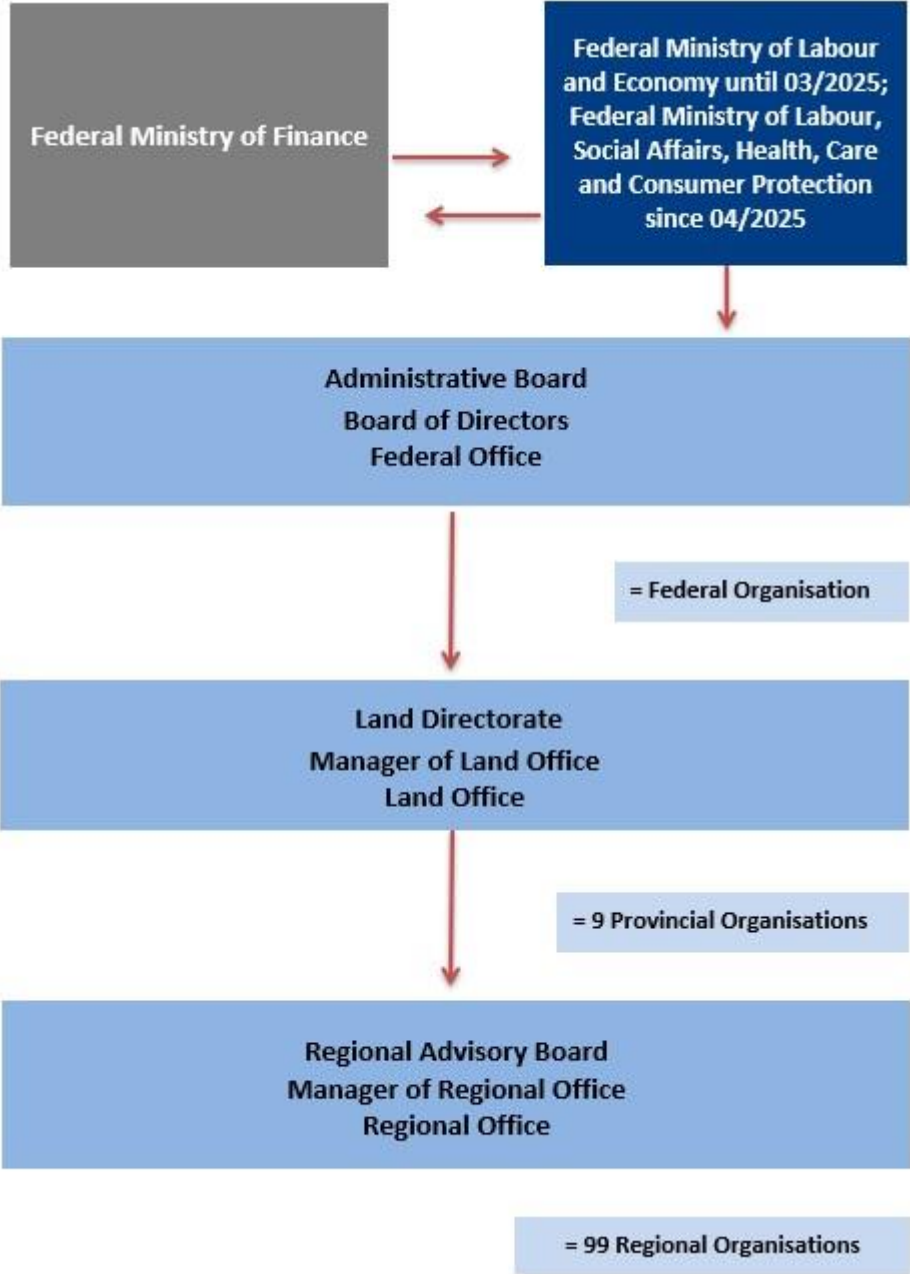 Federal Ministry of Finance
Federal Ministry of Labour
and Economy until 03/2025;
Federal Ministry of Labour,
Social Affairs, Health, Care
and Consumer Protection
since 04/2025
Administrative Board
Board of Directors
Federal Office
= Federal Organisation
Land Directorate
Manager of Land Office
Land Office
= 9 Provincial Organisations
Regional Advisory Board
Manager of Regional Office
Regional Office
= 99 Regional Organisations